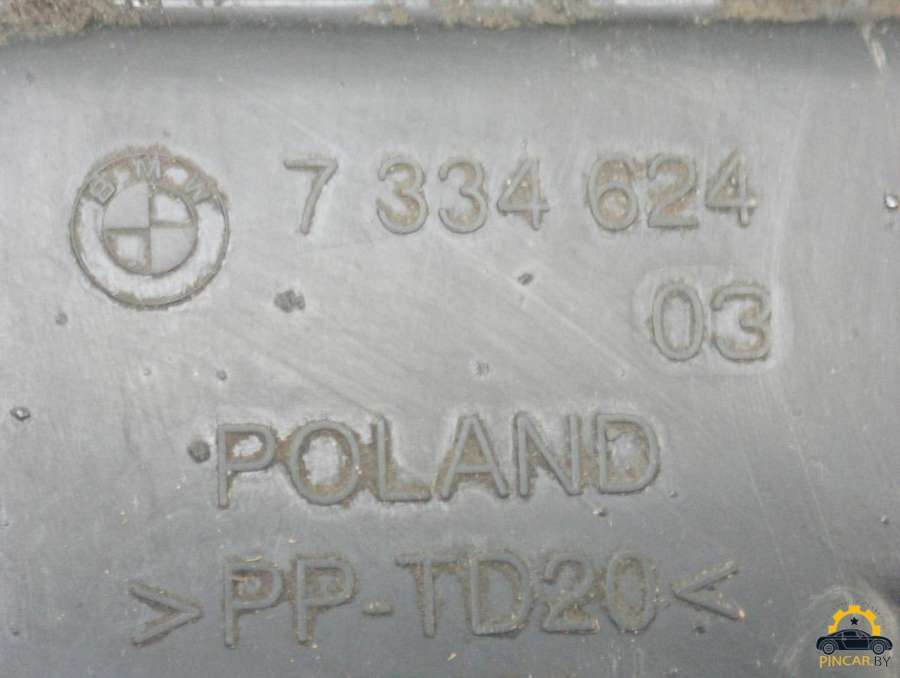 BMW 7 334 624
03
POLAND
>PP-TD20<
PINCAR.BY